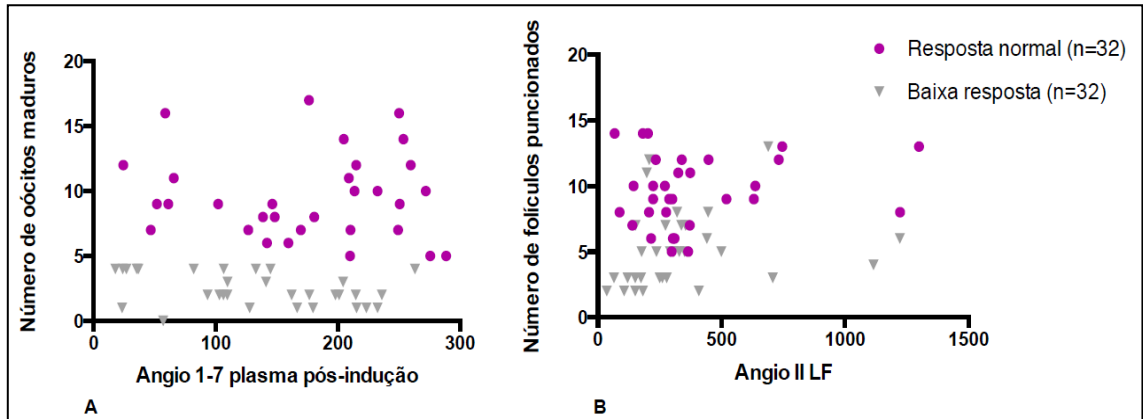 Número de oócitos maduros
20
15
10
5
0
0 100 200 300
Angio 1-7 plasma pós-indução
A
Número de folículos puncionados
20
15
10
5
0
0 500 1000 1500
Angio II LF
B
Resposta normal (n=32)
Baixa resposta (n=32)